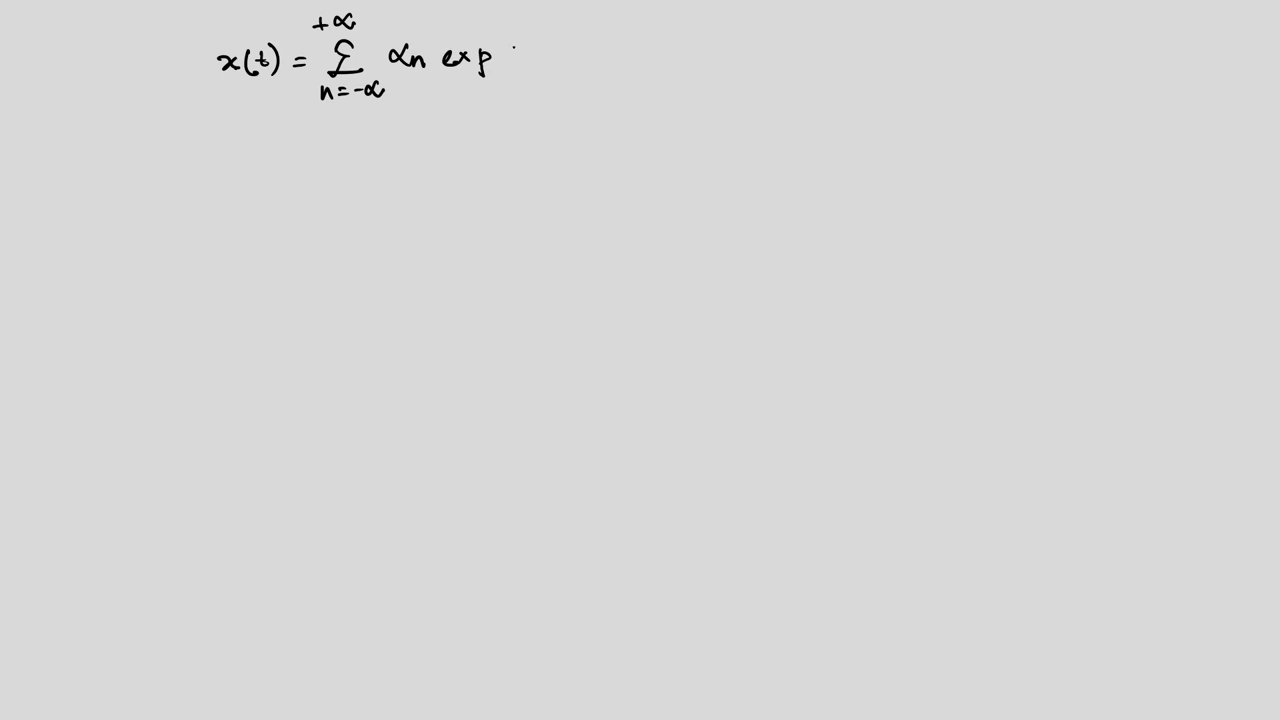 +∝
x(t) = Σ αn exp
n=-∝